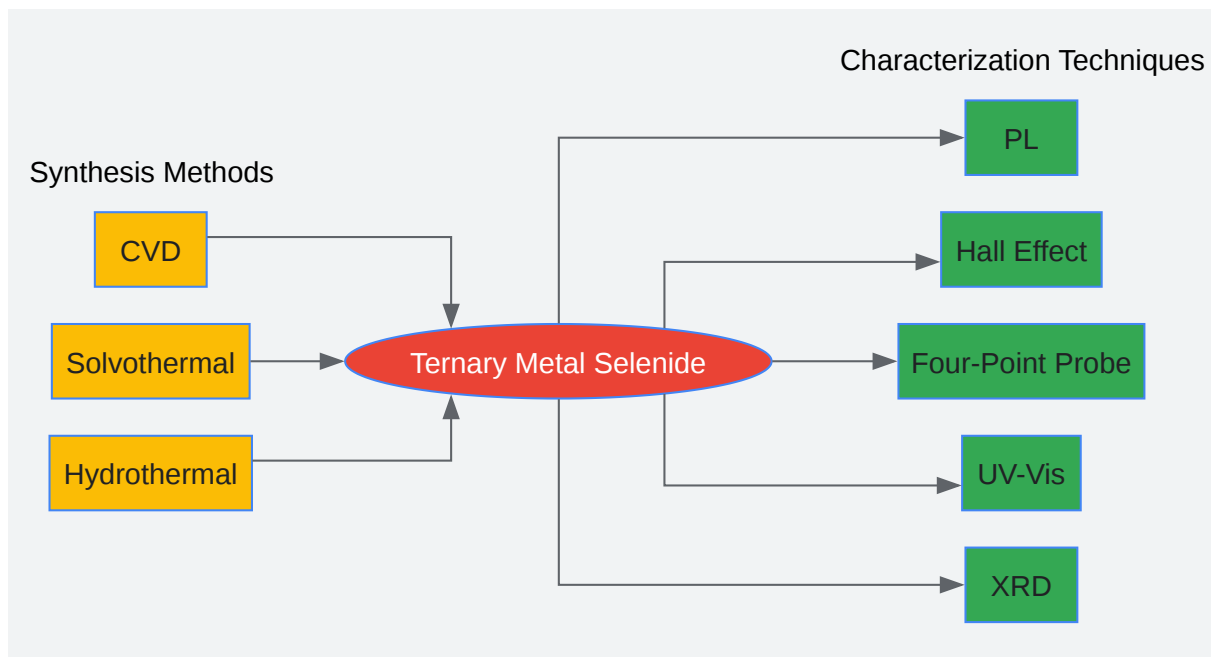 Characterization Techniques
PL
Synthesis Methods
CVD
Hall Effect
Solvothermal
Ternary Metal Selenide
Four-Point Probe
Hydrothermal
UV-Vis
XRD